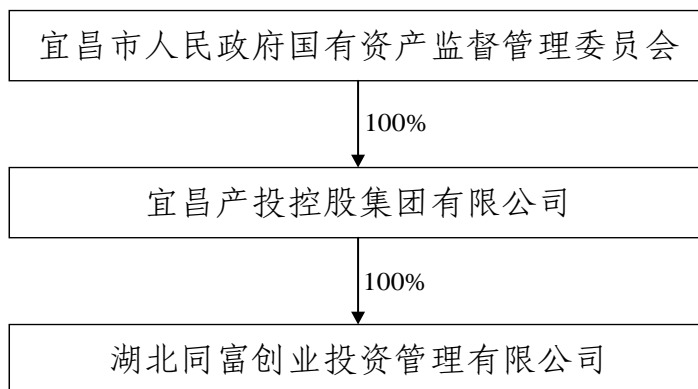 宜昌市人民政府国有资产监督管理委员会
100%
宜昌产投控股集团有限公司
100%
湖北同富创业投资管理有限公司